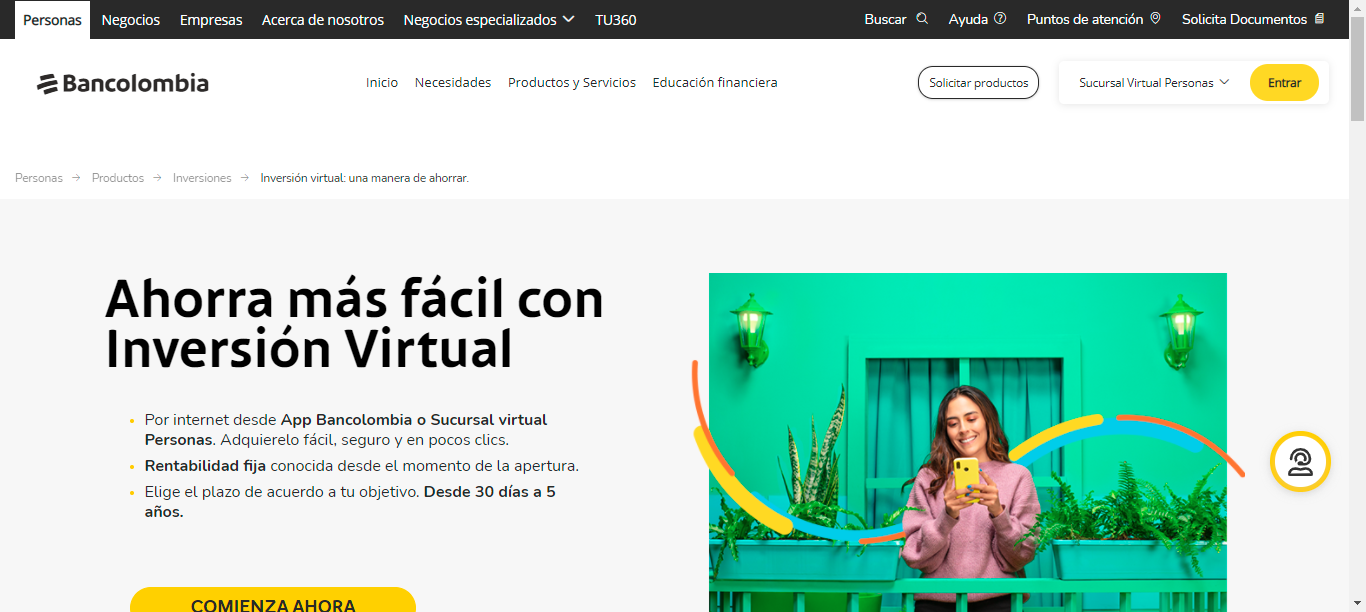 Personas Negocios Empresas Acerca de nosotros Negocios especializados TU360 Buscar Ayuda Puntos de atención Solicita Documentos
Bancolombia Inicio Necesidades Productos y Servicios Educación financiera Solicitar productos Sucursal Virtual Personas Entrar
Personas → Productos → Inversiones → Inversión virtual: una manera de ahorrar.
Ahorra más fácil con
Inversión Virtual
• Por internet desde App Bancolombia o Sucursal virtual
Personas. Adquierelo fácil, seguro y en pocos clics.
• Rentabilidad fija conocida desde el momento de la apertura.
• Elige el plazo de acuerdo a tu objetivo. Desde 30 días a 5
años.
COMIENZA AHORA